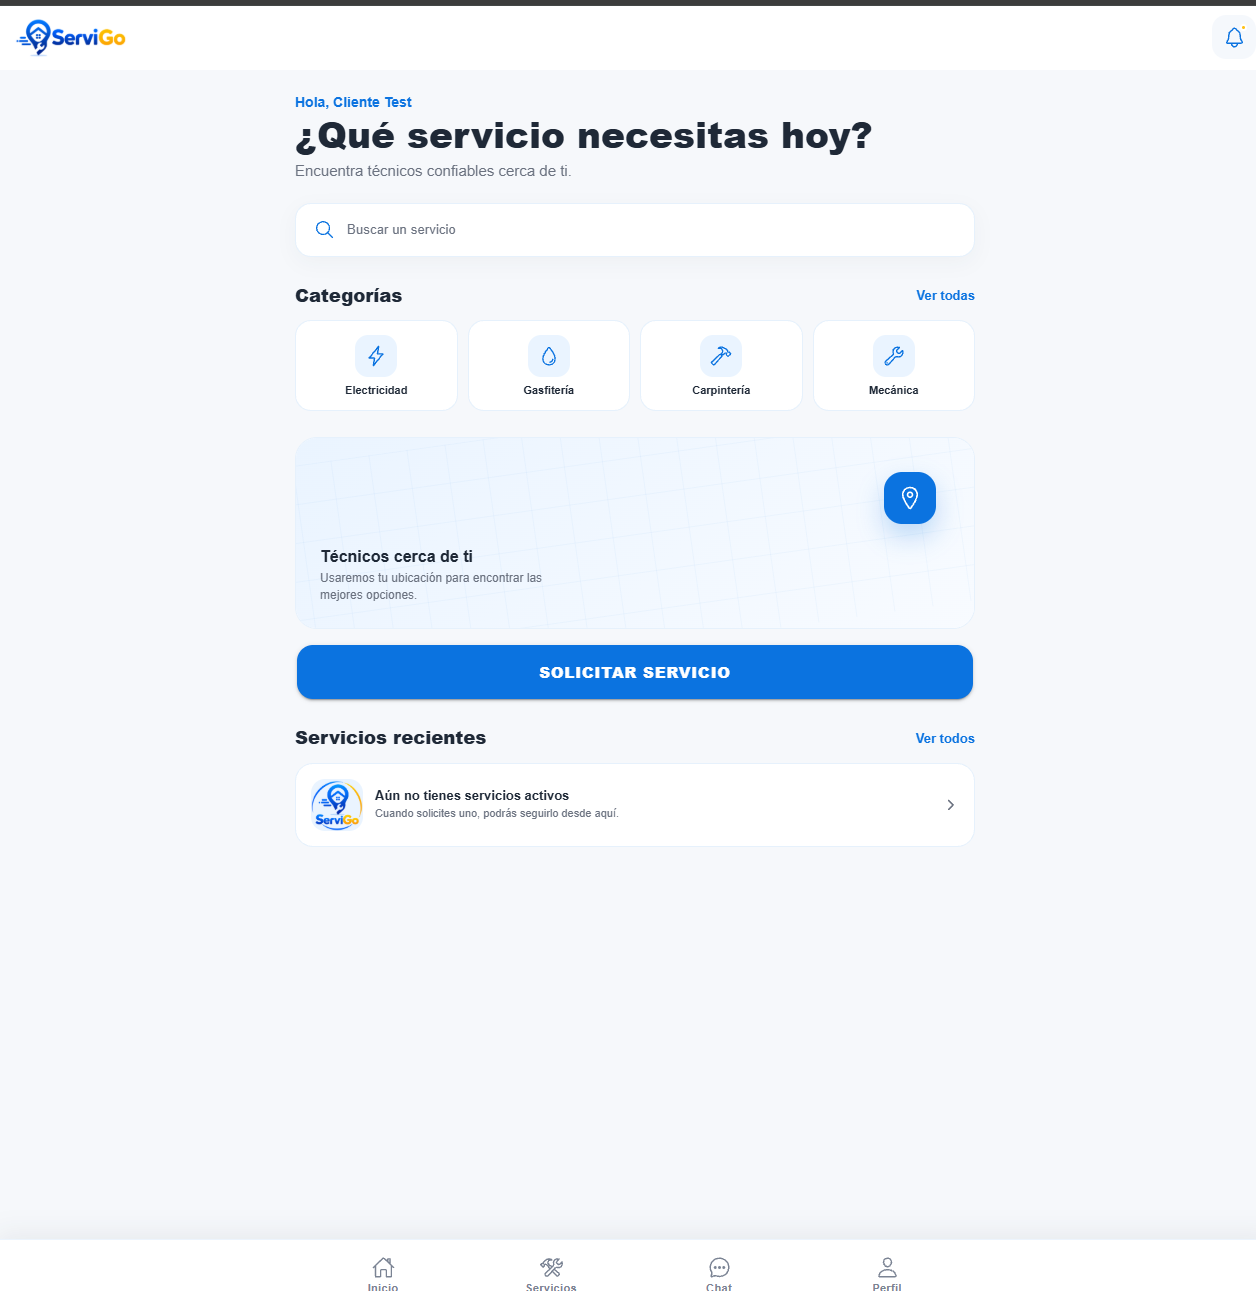 ServiGo
Hola, Cliente Test
¿Qué servicio necesitas hoy?
Encuentra técnicos confiables cerca de ti.
Buscar un servicio
Categorías
Ver todas
Electricidad
Gasfitería
Carpintería
Mecánica
Técnicos cerca de ti
Usaremos tu ubicación para encontrar las
mejores opciones.
SOLICITAR SERVICIO
Servicios recientes
Ver todos
ServiGo
Aún no tienes servicios activos
Cuando solicites uno, podrás seguirlo desde aquí.
Inicio
Servicios
Chat
Perfil